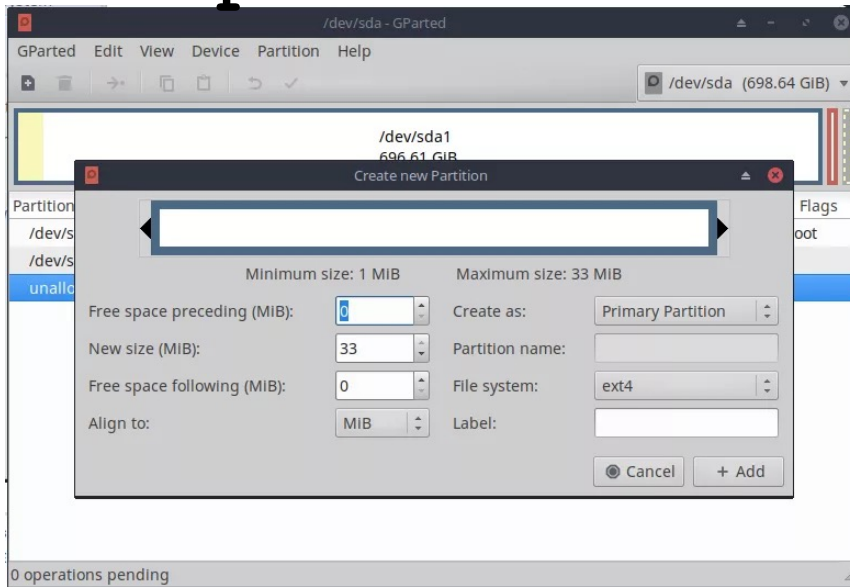 /dev/sda - GParted
GParted Edit View Device Partition Help
/dev/sda (698.64 GiB)
/dev/sda1
696.61 GiB
Create new Partition
Partition
Flags
/dev/s
oot
/dev/s
unallo
Minimum size: 1 MiB Maximum size: 33 MiB
Free space preceding (MiB): 0 Create as: Primary Partition
New size (MiB): 33 Partition name:
Free space following (MiB): 0 File system: ext4
Align to: MiB Label:
Cancel + Add
0 operations pending